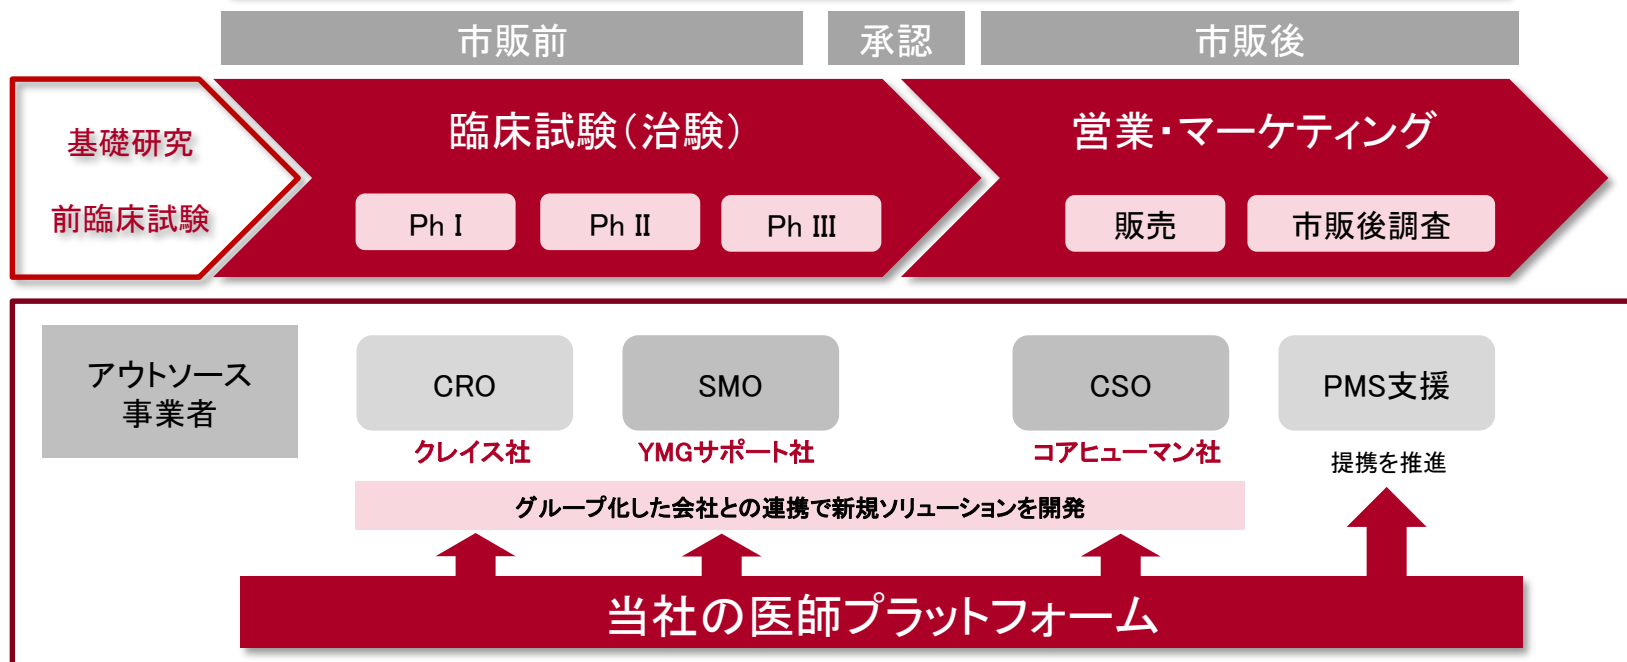 市販前
承認
市販後
基礎研究
前臨床試験
臨床試験(治験)
Ph I
Ph II
Ph III
営業・マーケティング
販売
市販後調査
アウトソース
事業者
CRO
SMO
CSO
PMS支援
クレイス社
YMGサポート社
コアヒューマン社
提携を推進
グループ化した会社との連携で新規ソリューションを開発
当社の医師プラットフォーム